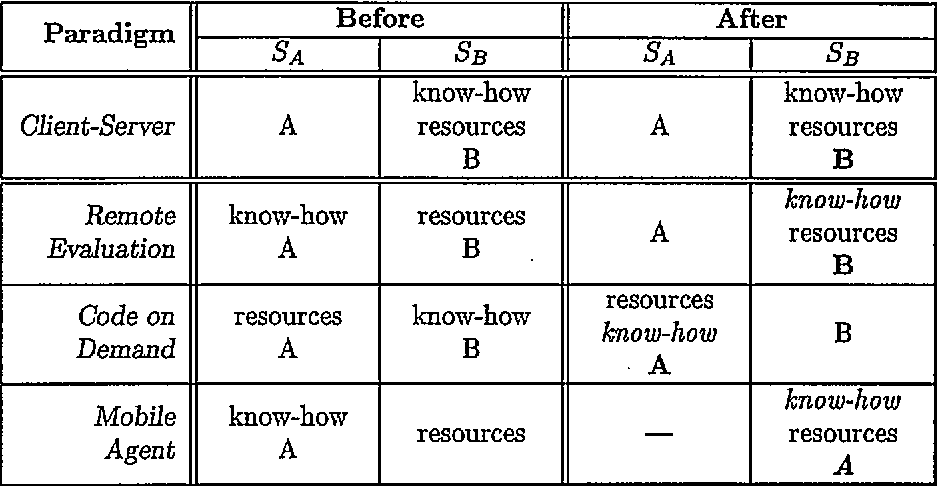 Paradigm Before After
S_A S_B S_A S_B
Client-Server A know-how resources B A know-how resources B
Remote Evaluation know-how A resources B A know-how resources B
Code on Demand resources A know-how B resources know-how A B
Mobile Agent know-how A resources — know-how resources A